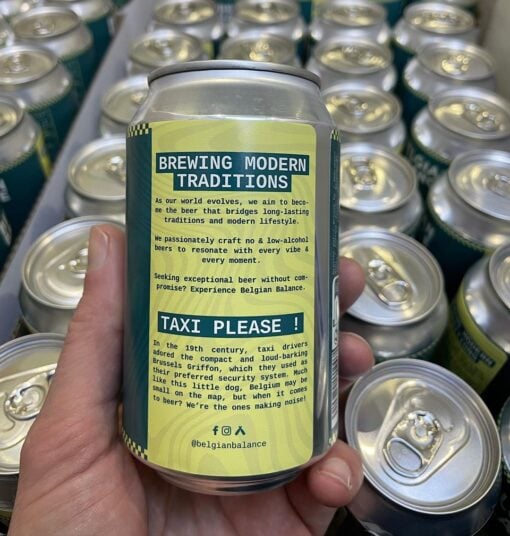 BREWING MODERN
TRADITIONS
As our world evolves, we aim to beco-
me the beer that bridges long-lasting
traditions and modern lifestyle.
We passionately craft no & low-alcohol
beers to resonate with every vibe &
every moment.
Seeking exceptional beer without com-
promise? Experience Belgian Balance.
TAXI PLEASE !
In the 19th century, taxi drivers
adored the compact and loud-barking
Brussels Griffon, which they used as
their preferred security system. Much
like this little dog, Belgium may be
small on the map, but when it comes
to beer? We're the ones making noise!
@belgianbalance